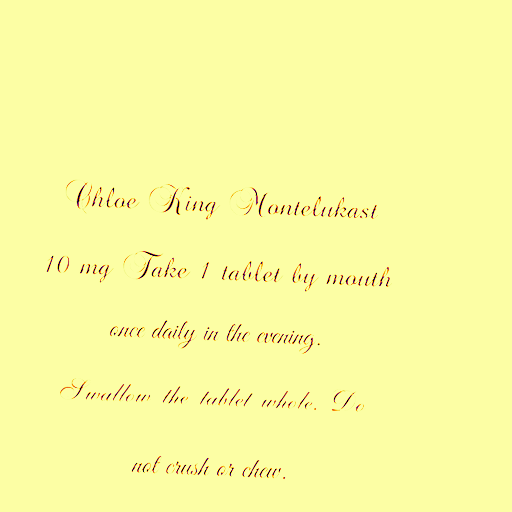 Chloe King Montelukast
10 mg Take 1 tablet by mouth
once daily in the evening.
Swallow the tablet whole. Do
not crush or chew.